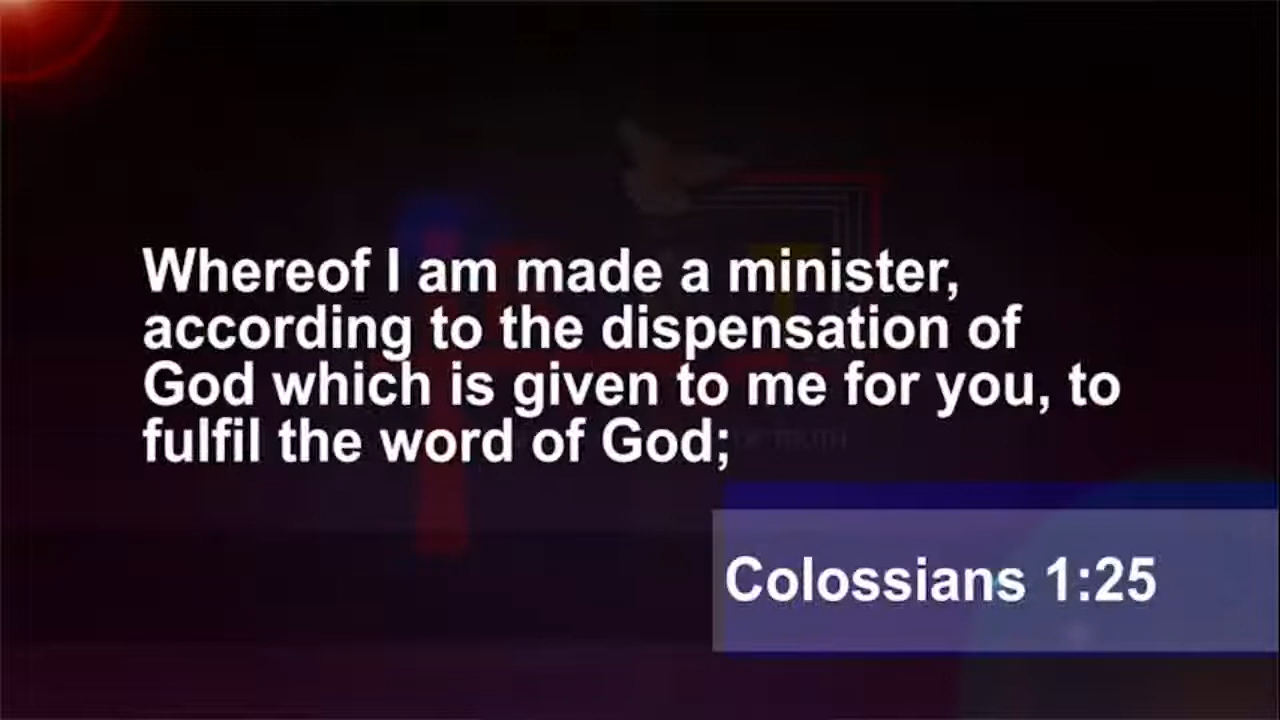 Whereof I am made a minister,
according to the dispensation of
God which is given to me for you, to
fulfil the word of God;
Colossians 1:25